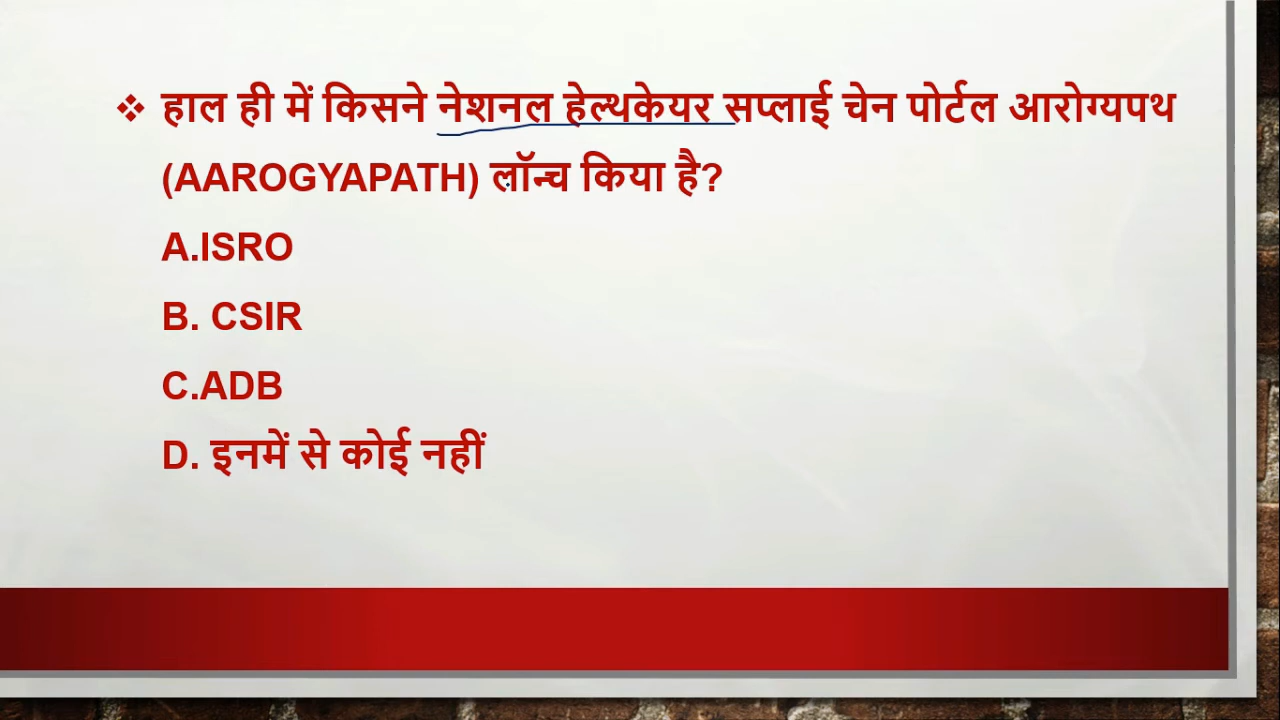 ❖ हाल ही में किसने नेशनल हेल्थकेयर सप्लाई चेन पोर्टल आरोग्यपथ
(AAROGYAPATH) लॉन्च किया है?
A.ISRO
B. CSIR
C.ADB
D. इनमें से कोई नहीं